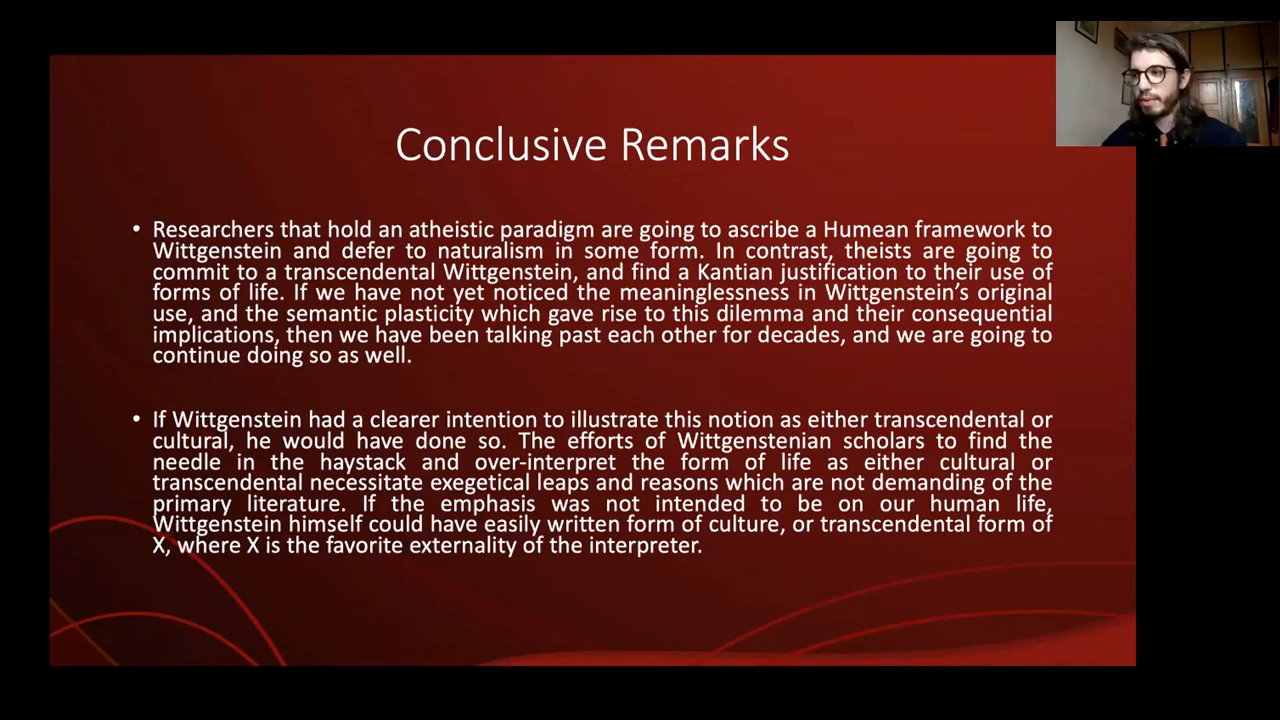 Conclusive Remarks
• Researchers that hold an atheistic paradigm are going to ascribe a Humean framework to
Wittgenstein and defer to naturalism in some form. In contrast, theists are going to
commit to a transcendental Wittgenstein, and find a Kantian justification to their use of
forms of life. If we have not yet noticed the meaninglessness in Wittgenstein’s original
use, and the semantic plasticity which gave rise to this dilemma and their consequential
implications, then we have been talking past each other for decades, and we are going to
continue doing so as well.
• If Wittgenstein had a clearer intention to illustrate this notion as either transcendental or
cultural, he would have done so. The efforts of Wittgenstenian scholars to find the
needle in the haystack and over-interpret the form of life as either cultural or
transcendental necessitate exegetical leaps and reasons which are not demanding of the
primary literature. If the emphasis was not intended to be on our human life,
Wittgenstein himself could have easily written form of culture, or transcendental form of
X, where X is the favorite externality of the interpreter.